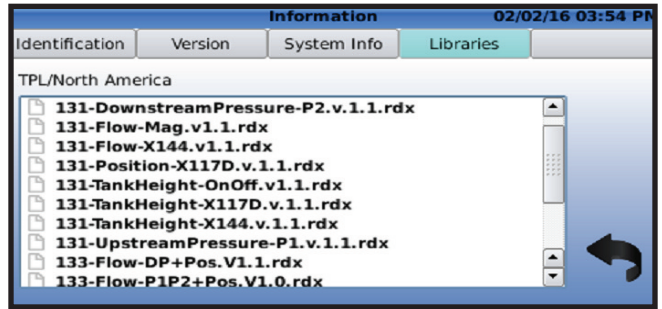 Information 02/02/16 03:54 PM
Identification Version System Info Libraries
TPL/North America
131-DownstreamPressure-P2.v.1.1.rdx
131-Flow-Mag.v1.1.rdx
131-Flow-X144.v1.1.rdx
131-Position-X117D.v.1.1.rdx
131-TankHeight-OnOff.v1.1.rdx
131-TankHeight-X117D.v.1.1.rdx
131-TankHeight-X144.v.1.1.rdx
131-UpstreamPressure-P1.v.1.1.rdx
133-Flow-DP+Pos.V1.1.rdx
133-Flow-P1P2+Pos.V1.0.rdx